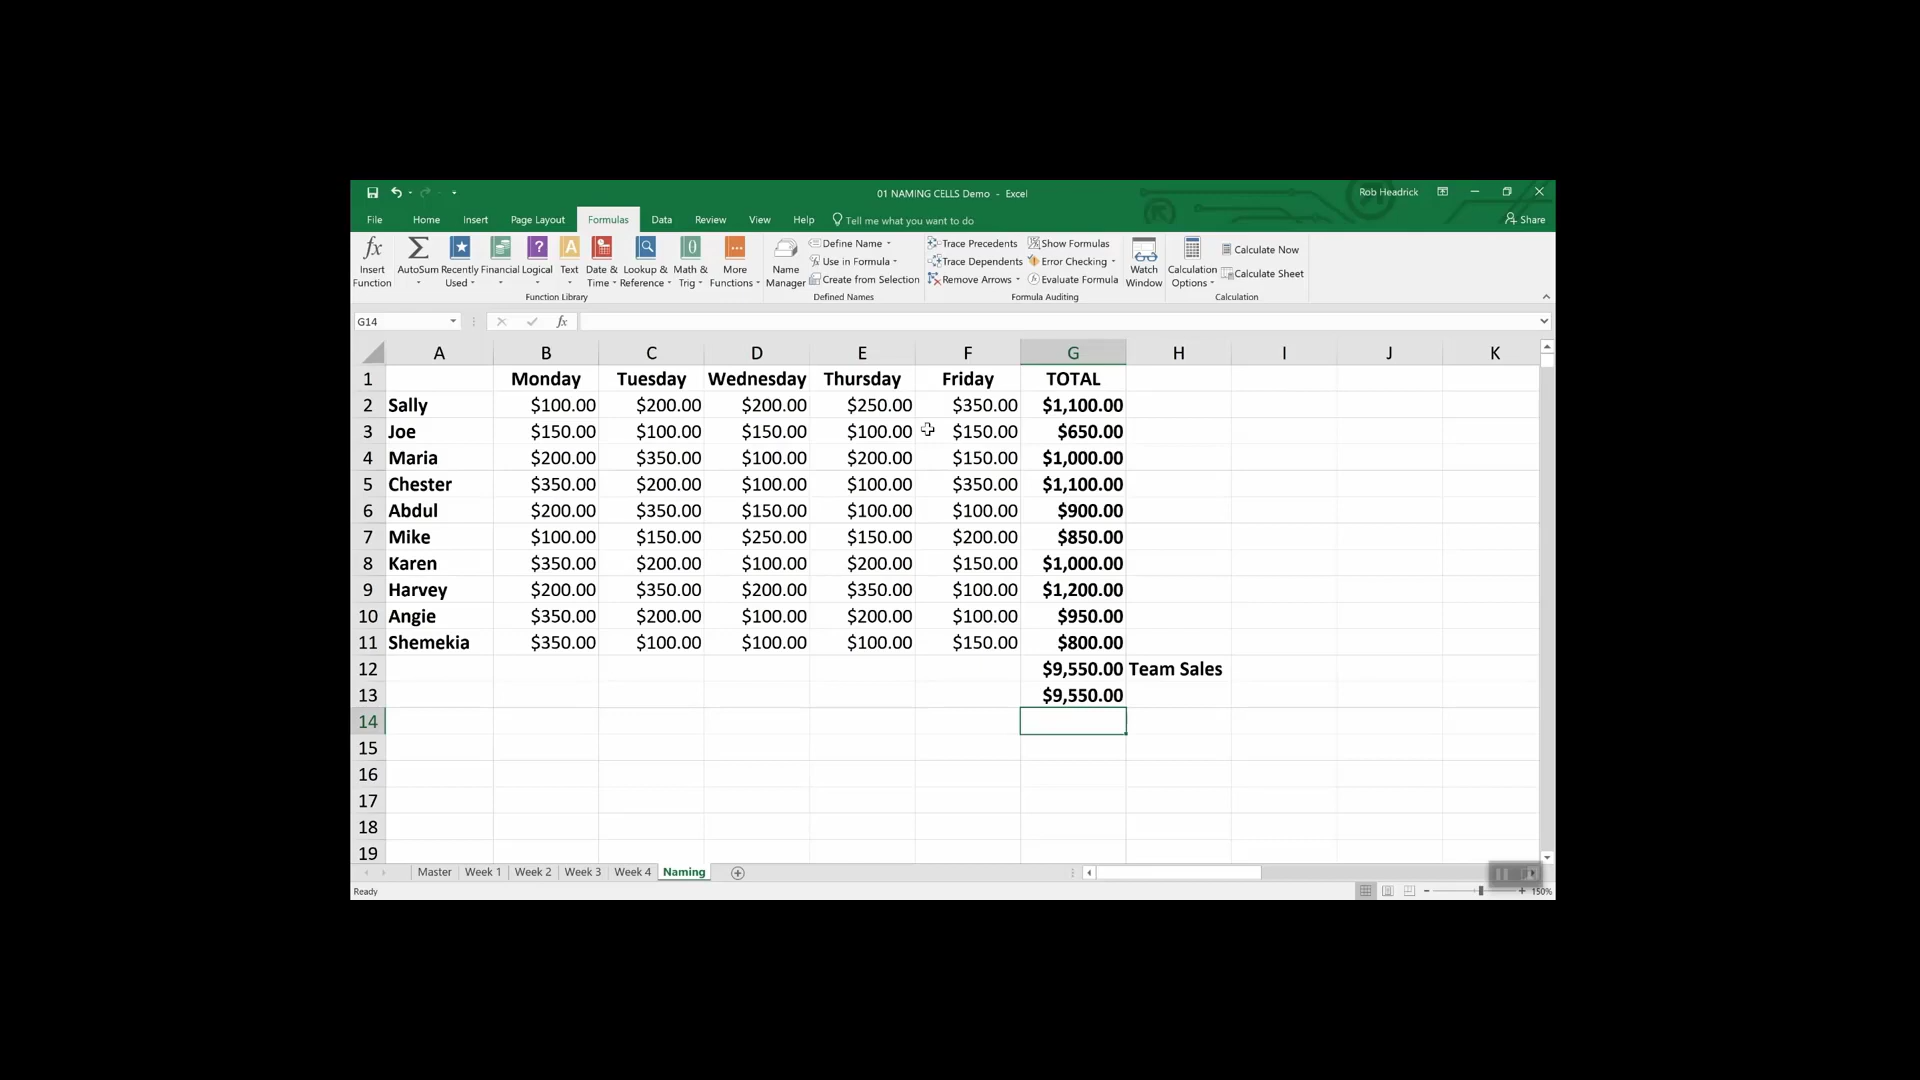 01 NAMING CELLS Demo - Excel
Rob Headrick
File Home Insert Page Layout Formulas Data Review View Help Tell me what you want to do Share
Insert Function
AutoSum
Recently Used
Financial
Logical
Text
Date & Time
Lookup & Reference
Math & Trig
More Functions
Function Library
Name Manager
Define Name
Use in Formula
Create from Selection
Defined Names
Trace Precedents
Trace Dependents
Remove Arrows
Show Formulas
Error Checking
Evaluate Formula
Formula Auditing
Watch Window
Calculation Options
Calculate Now
Calculate Sheet
Calculation
G14 fx
A B C D E F G H I J K
1 Monday Tuesday Wednesday Thursday Friday TOTAL
2 Sally $100.00 $200.00 $200.00 $250.00 $350.00 $1,100.00
3 Joe $150.00 $100.00 $150.00 $100.00 $150.00 $650.00
4 Maria $200.00 $350.00 $100.00 $200.00 $150.00 $1,000.00
5 Chester $350.00 $200.00 $100.00 $100.00 $350.00 $1,100.00
6 Abdul $200.00 $350.00 $150.00 $100.00 $100.00 $900.00
7 Mike $100.00 $150.00 $250.00 $150.00 $200.00 $850.00
8 Karen $350.00 $200.00 $100.00 $200.00 $150.00 $1,000.00
9 Harvey $200.00 $350.00 $200.00 $350.00 $100.00 $1,200.00
10 Angie $350.00 $200.00 $100.00 $200.00 $100.00 $950.00
11 Shemekia $350.00 $100.00 $100.00 $100.00 $150.00 $800.00
12 $9,550.00 Team Sales
13 $9,550.00
14
15
16
17
18
19
Master Week 1 Week 2 Week 3 Week 4 Naming
Ready 150%